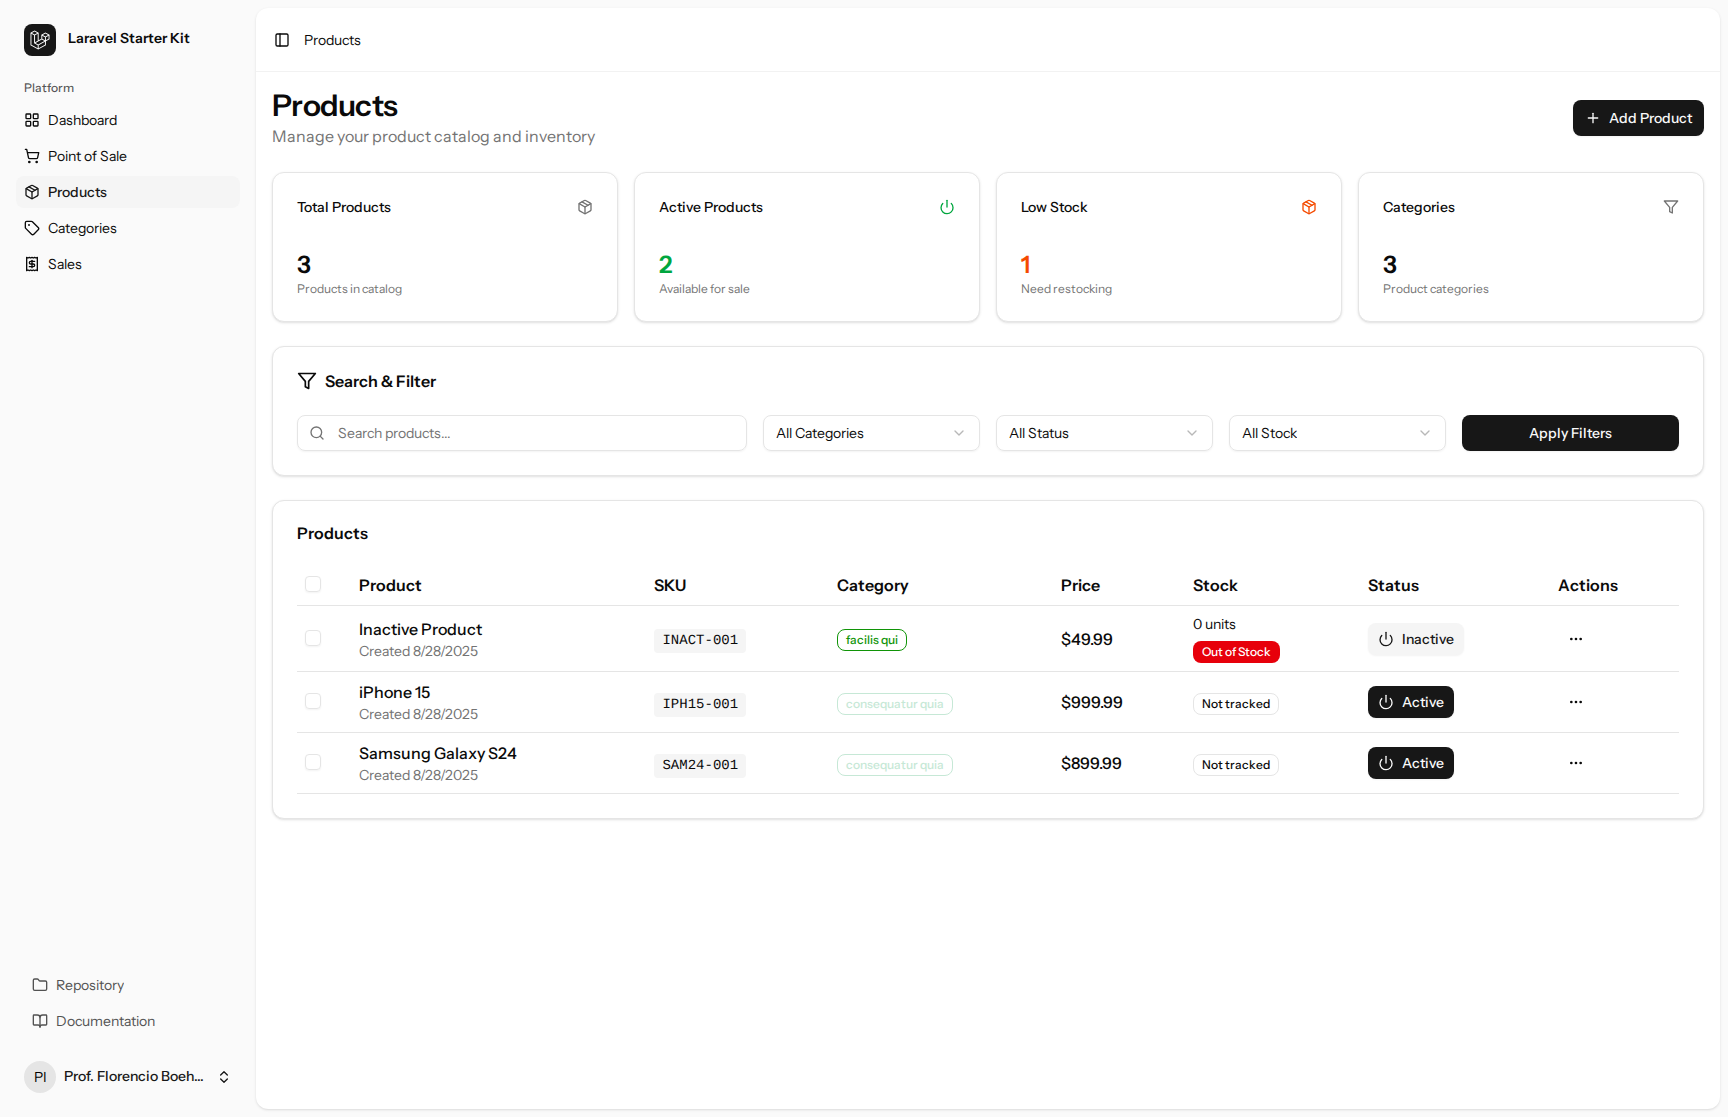 Laravel Starter Kit
Platform
Dashboard
Point of Sale
Products
Categories
Sales
Repository
Documentation
PI
Prof. Florencio Boeh...
Products
Products
Manage your product catalog and inventory
Add Product
Total Products
3
Products in catalog
Active Products
2
Available for sale
Low Stock
1
Need restocking
Categories
3
Product categories
Search & Filter
Search products...
All Categories
All Status
All Stock
Apply Filters
Products
Product SKU Category Price Stock Status Actions
Inactive Product
Created 8/28/2025
INACT-001
facilis qui
$49.99
0 units
Out of Stock
Inactive
iPhone 15
Created 8/28/2025
IPH15-001
consequatur quia
$999.99
Not tracked
Active
Samsung Galaxy S24
Created 8/28/2025
SAM24-001
consequatur quia
$899.99
Not tracked
Active